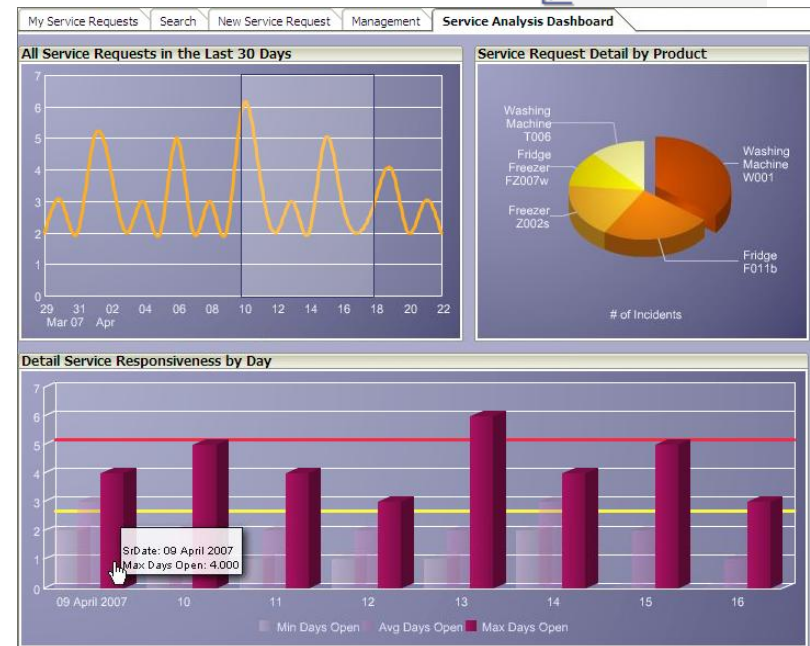 My Service Requests Search New Service Request Management Service Analysis Dashboard
All Service Requests in the Last 30 Days
7
6
5
4
3
2
1
0
29 31 02 04 06 08 10 12 14 16 18 20 22
Mar 07 Apr
Service Request Detail by Product
Washing
Machine
T006
Fridge
Freezer
FZ007w
Freezer
Z002s
Washing
Machine
W001
Fridge
F011b
# of Incidents
Detail Service Responsiveness by Day
7
6
5
4
3
2
1
0
SrDate: 09 April 2007
Max Days Open: 4.000
09 April 2007 10 11 12 13 14 15 16
Min Days Open Avg Days Open Max Days Open